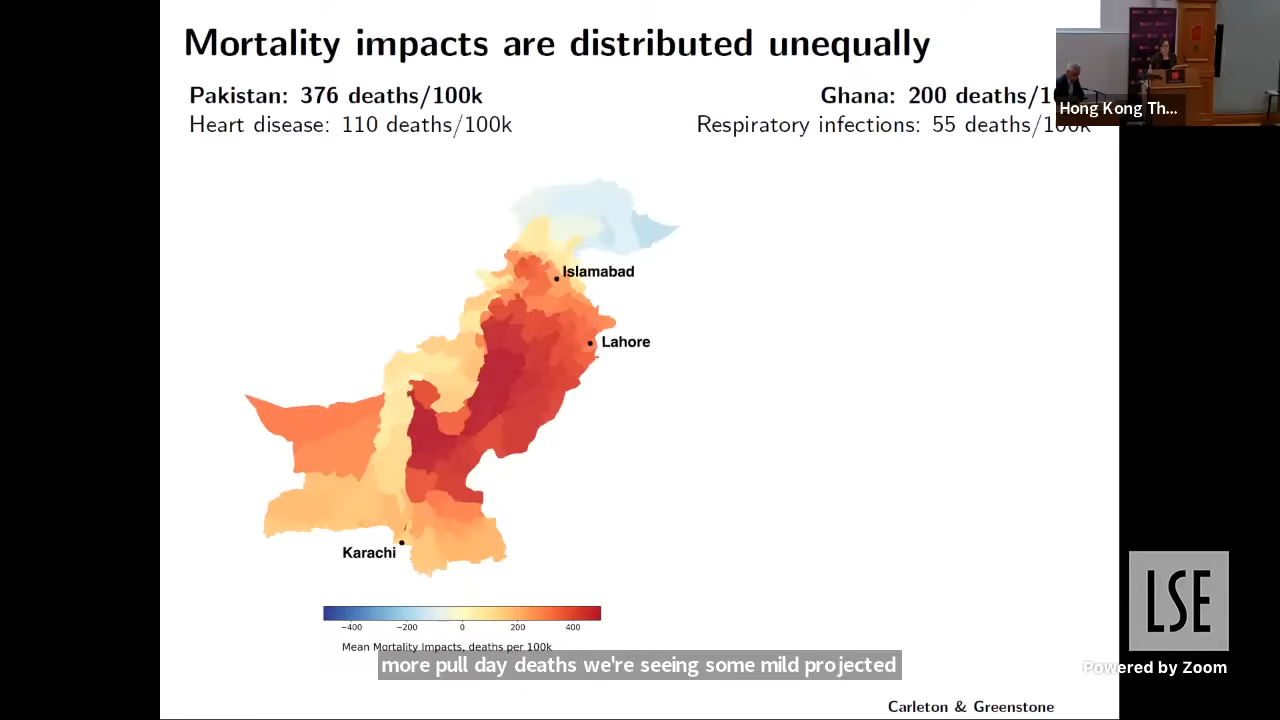 Mortality impacts are distributed unequally
Pakistan: 376 deaths/100k
Heart disease: 110 deaths/100k
Ghana: 200 deaths/10
Respiratory infections: 55 deaths/100k
Hong Kong Th...
Islamabad
Lahore
Karachi
−400 −200 0 200 400
Mean Mortality Impacts, deaths per 100k
more pull day deaths we're seeing some mild projected
Carleton & Greenstone
LSE
Powered by Zoom